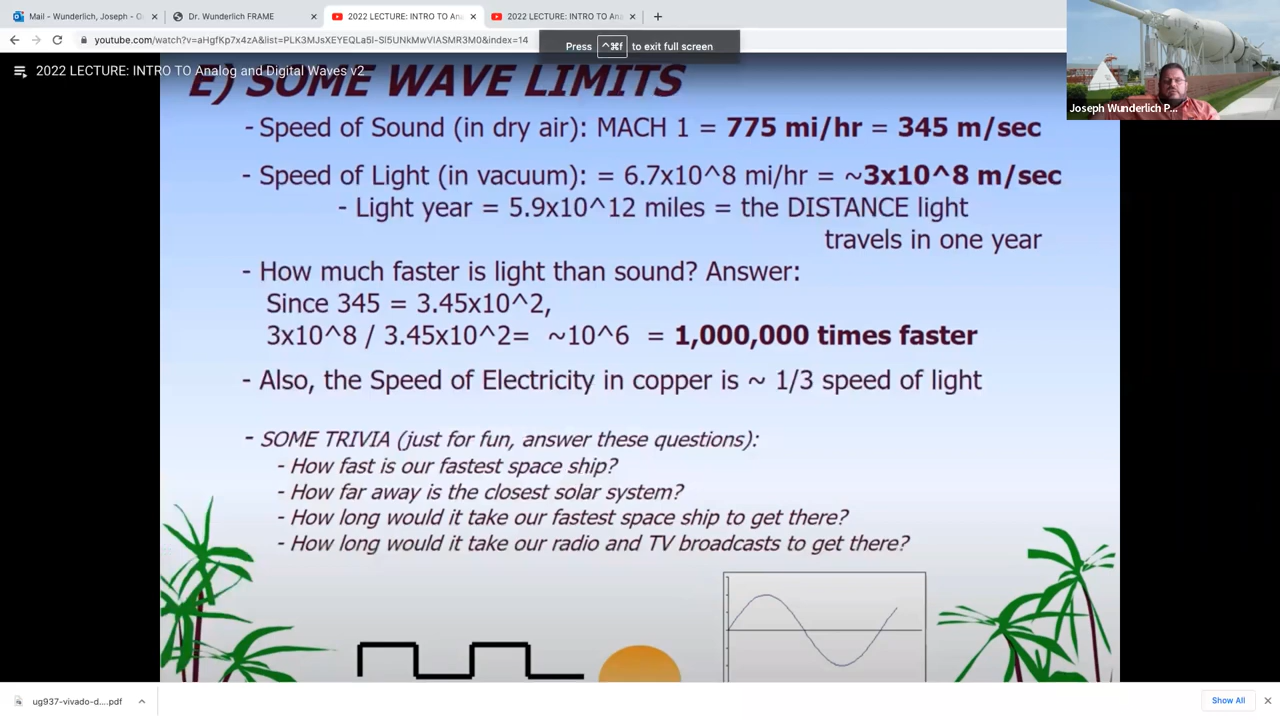 Mail - Wunderlich, Joseph - O
Dr. Wunderlich FRAME
2022 LECTURE: INTRO TO Ana
2022 LECTURE: INTRO TO An
youtube.com/watch?v=aHgfKp7x4zA&list=PLK3MJsXEYEQLa5l-Sl5UNkMwVIASMR3M0&index=14
Press ^⌘f to exit full screen
2022 LECTURE: INTRO TO Analog and Digital Waves v2
E) SOME WAVE LIMITS
- Speed of Sound (in dry air): MACH 1 = 775 mi/hr = 345 m/sec
- Speed of Light (in vacuum): = 6.7x10^8 mi/hr = ~3x10^8 m/sec
- Light year = 5.9x10^12 miles = the DISTANCE light
travels in one year
- How much faster is light than sound? Answer:
Since 345 = 3.45x10^2,
3x10^8 / 3.45x10^2= ~10^6 = 1,000,000 times faster
- Also, the Speed of Electricity in copper is ~ 1/3 speed of light
- SOME TRIVIA (just for fun, answer these questions):
- How fast is our fastest space ship?
- How far away is the closest solar system?
- How long would it take our fastest space ship to get there?
- How long would it take our radio and TV broadcasts to get there?
Joseph Wunderlich P...
ug937-vivado-d....pdf
Show All